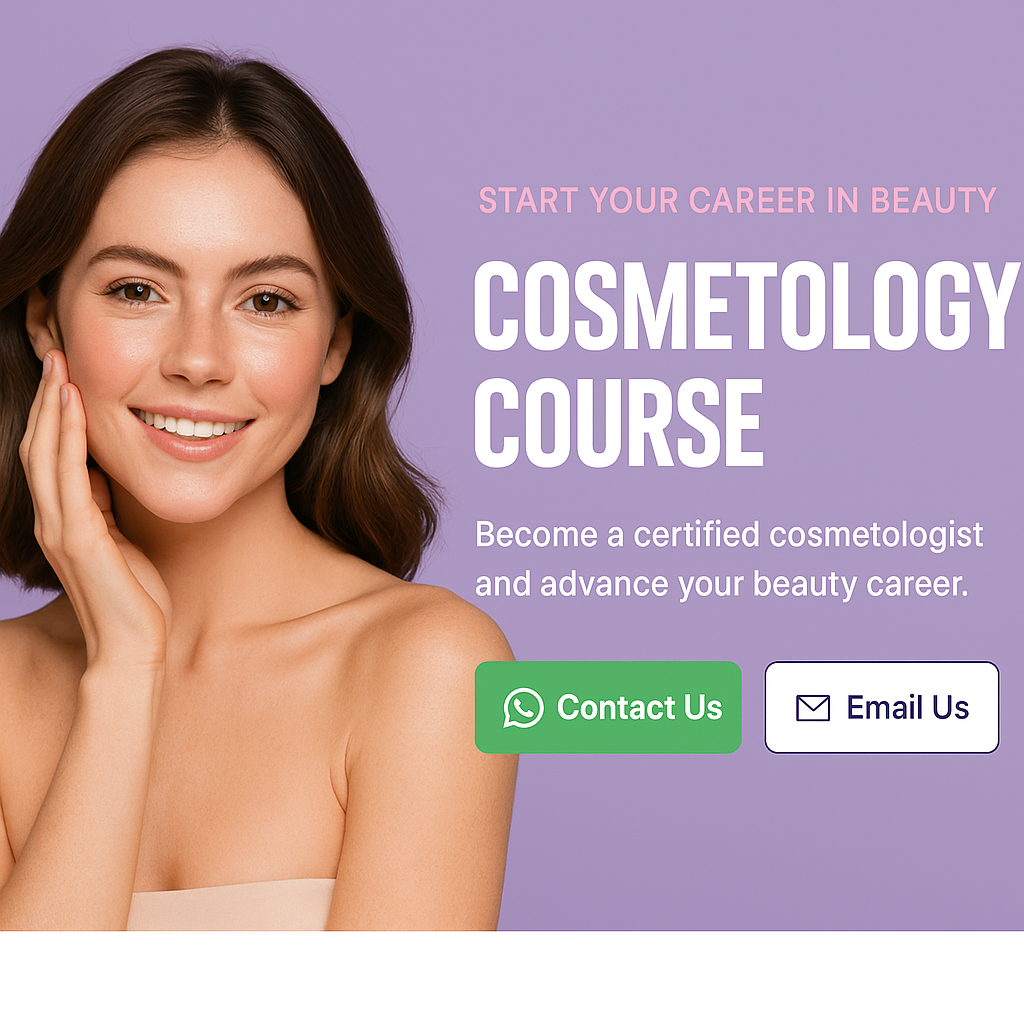 START YOUR CAREER IN BEAUTY
COSMETOLOGY
COURSE
Become a certified cosmetologist
and advance your beauty career.
Contact Us
Email Us